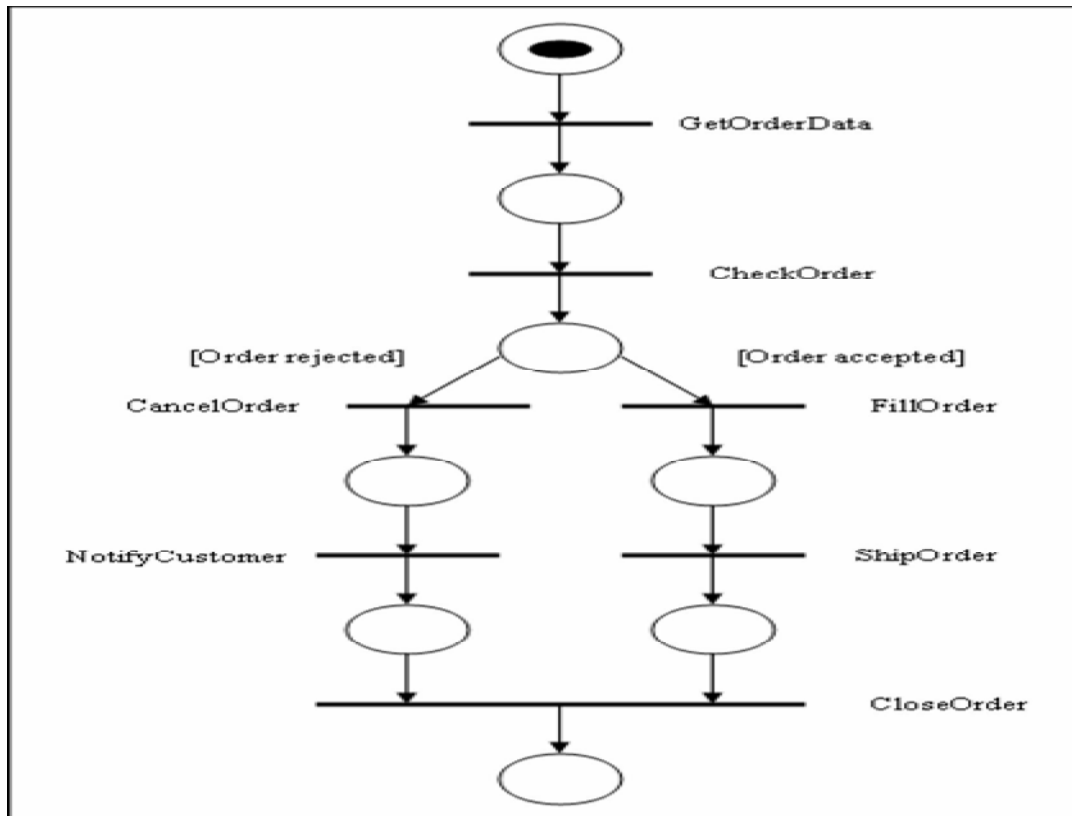 GetOrderData
CheckOrder
[Order rejected]
[Order accepted]
CancelOrder
FillOrder
NotifyCustomer
ShipOrder
CloseOrder